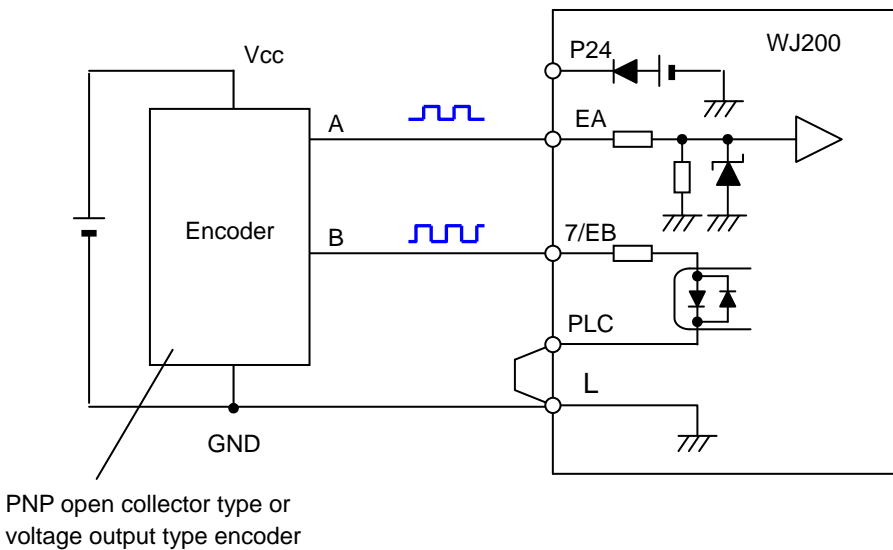 Vcc
P24
WJ200
A
EA
Encoder
B
7/EB
PLC
L
GND
PNP open collector type or
voltage output type encoder